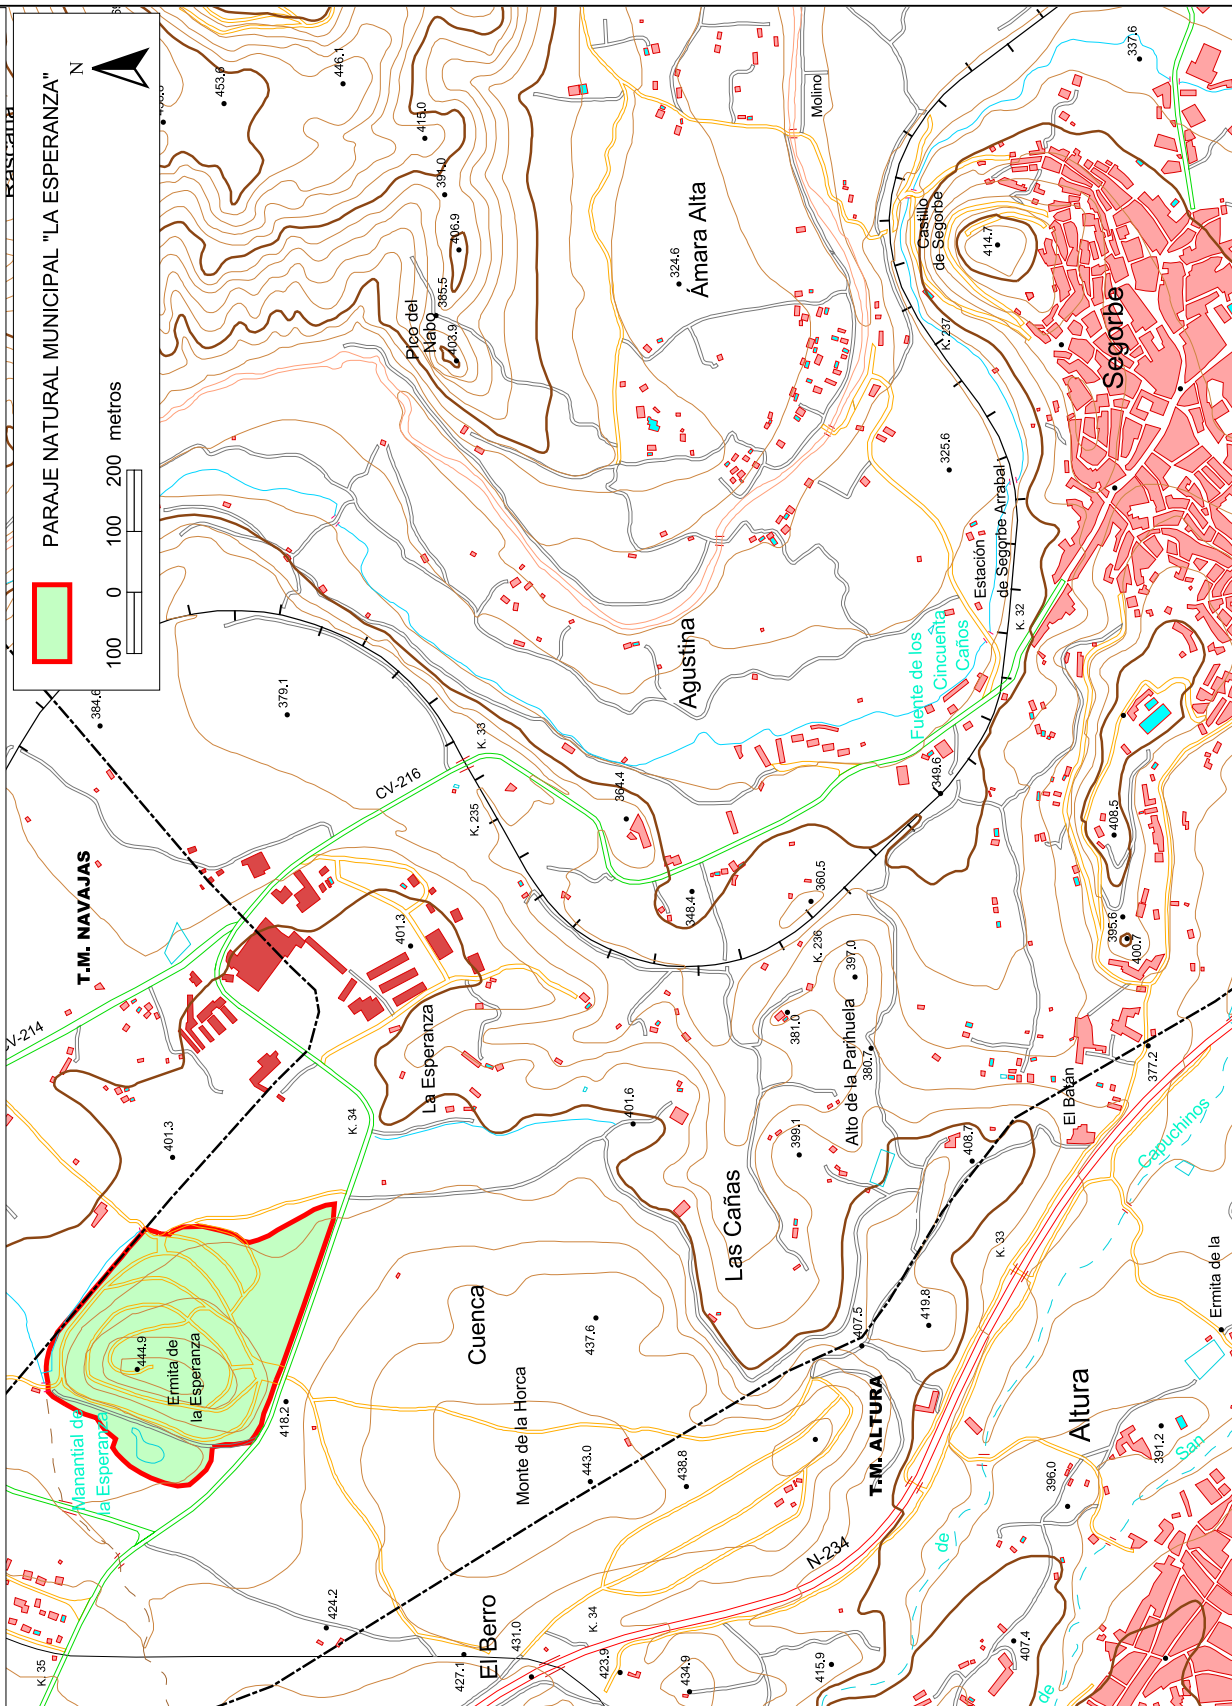 PARAJE NATURAL MUNICIPAL "LA ESPERANZA"
N
100 0 100 200 metros
453.6
446.1
415.0
391.0
406.9
385.5
Pico del
Nabo
403.9
324.6
Ámara Alta
Molino
337.6
Castillo
de Segorbe
414.7
K. 237
Segorbe
325.6
Estación
de Segorbe Arrabal
K. 32
Fuente de los
Cincuenta
Caños
Agustina
384.6
379.1
CV-216
K. 33
K. 235
364.4
349.6
408.5
T.M. NAVAJAS
CV-214
401.3
348.4
360.5
K. 236
397.0
395.6
400.7
La Esperanza
381.0
Alto de la Parihuela
380.7
El Batán
377.2
K. 34
401.3
401.6
399.1
408.7
Las Cañas
Capuchinos
K. 33
Ermita de la
444.9
Ermita de
la Esperanza
Manantial de
la Esperanza
418.2
Cuenca
437.6
Monte de la Horca
443.0
438.8
407.5
419.8
T.M. ALTURA
Altura
391.2
San
396.0
de
N-234
K. 35
424.2
427.1
El Berro
431.0
K. 34
423.9
434.9
415.9
407.4
de